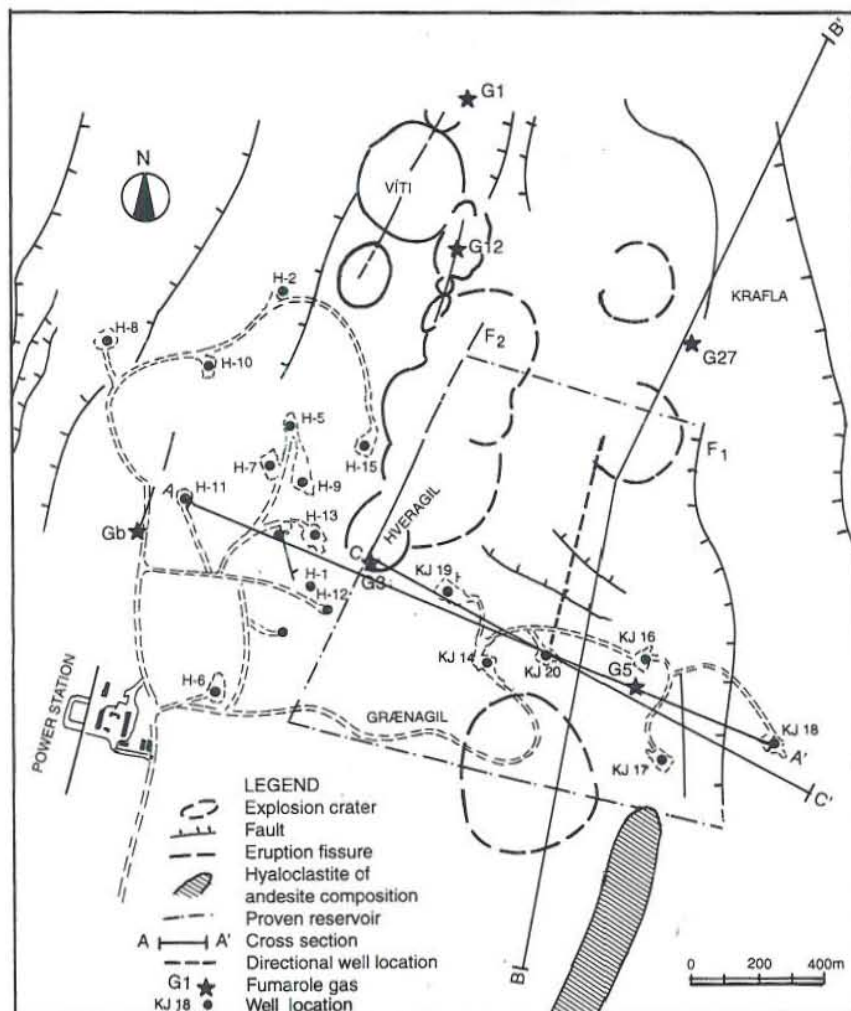 B'
G1
N
VÍTI
G12
H-2
KRAFLA
H-8
F2
G27
H-10
H-5
F1
H-7
H-15
H-9
A
H-11
HVERAGIL
H-13
Gb
C
G3
KJ 19
H-1
H-12
KJ 16
KJ 14
KJ 20
G5
H-6
POWER STATION
GRÆNAGIL
KJ 18
A'
KJ 17
C'
LEGEND
Explosion crater
Fault
Eruption fissure
Hyaloclastite of
andesite composition
Proven reservoir
A A' Cross section
Directional well location
G1 Fumarole gas
KJ 18 Well location
B
0 200 400m